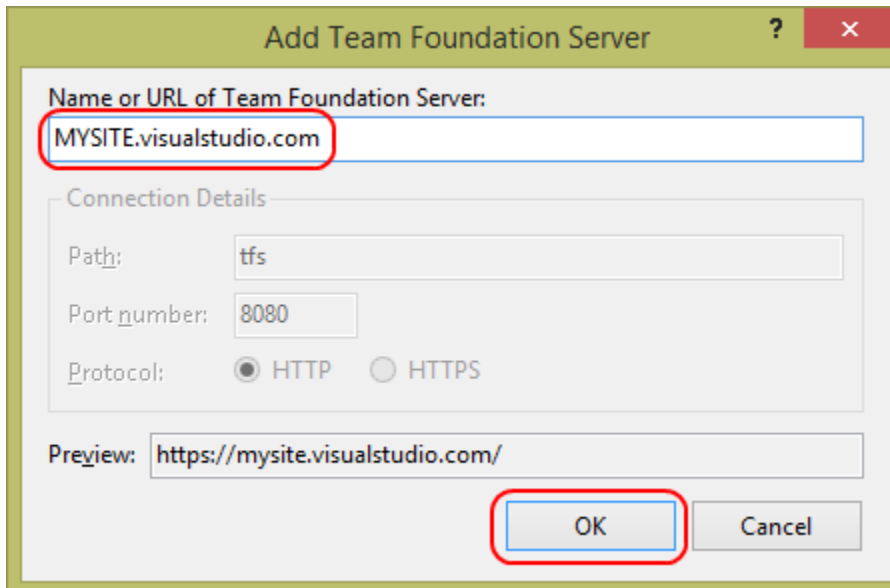 Add Team Foundation Server
?
Name or URL of Team Foundation Server:
MYSITE.visualstudio.com
Connection Details
Path: tfs
Port number: 8080
Protocol: HTTP HTTPS
Preview: https://mysite.visualstudio.com/
OK Cancel